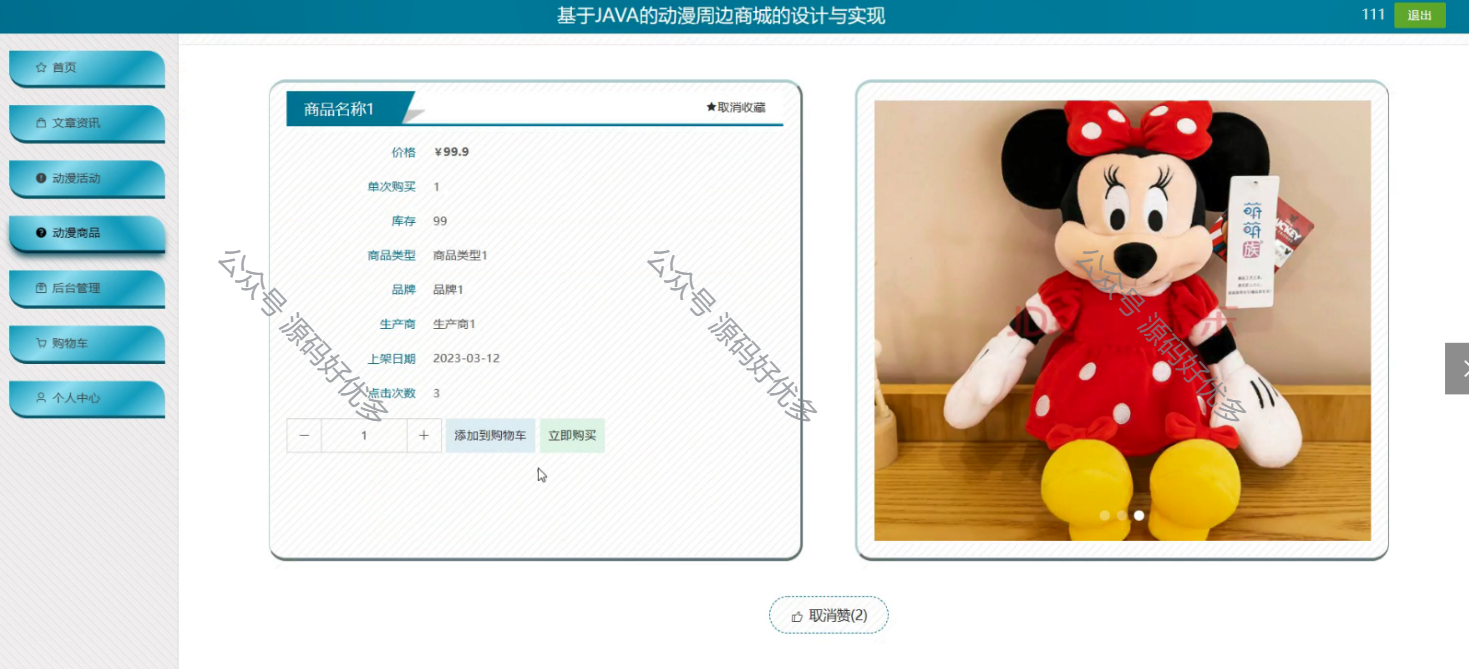 基于JAVA的动漫周边商城的设计与实现
111
退出
首页
文章资讯
动漫活动
动漫商品
后台管理
购物车
个人中心
商品名称1
★取消收藏
价格 ¥99.9
单次购买 1
库存 99
商品类型 商品类型1
品牌 品牌1
生产商 生产商1
上架日期 2023-03-12
点击次数 3
− 1 + 添加到购物车 立即购买
萌萌族
取消赞(2)
公众号 源码好优多
公众号 源码好优多
公众号 源码好优多